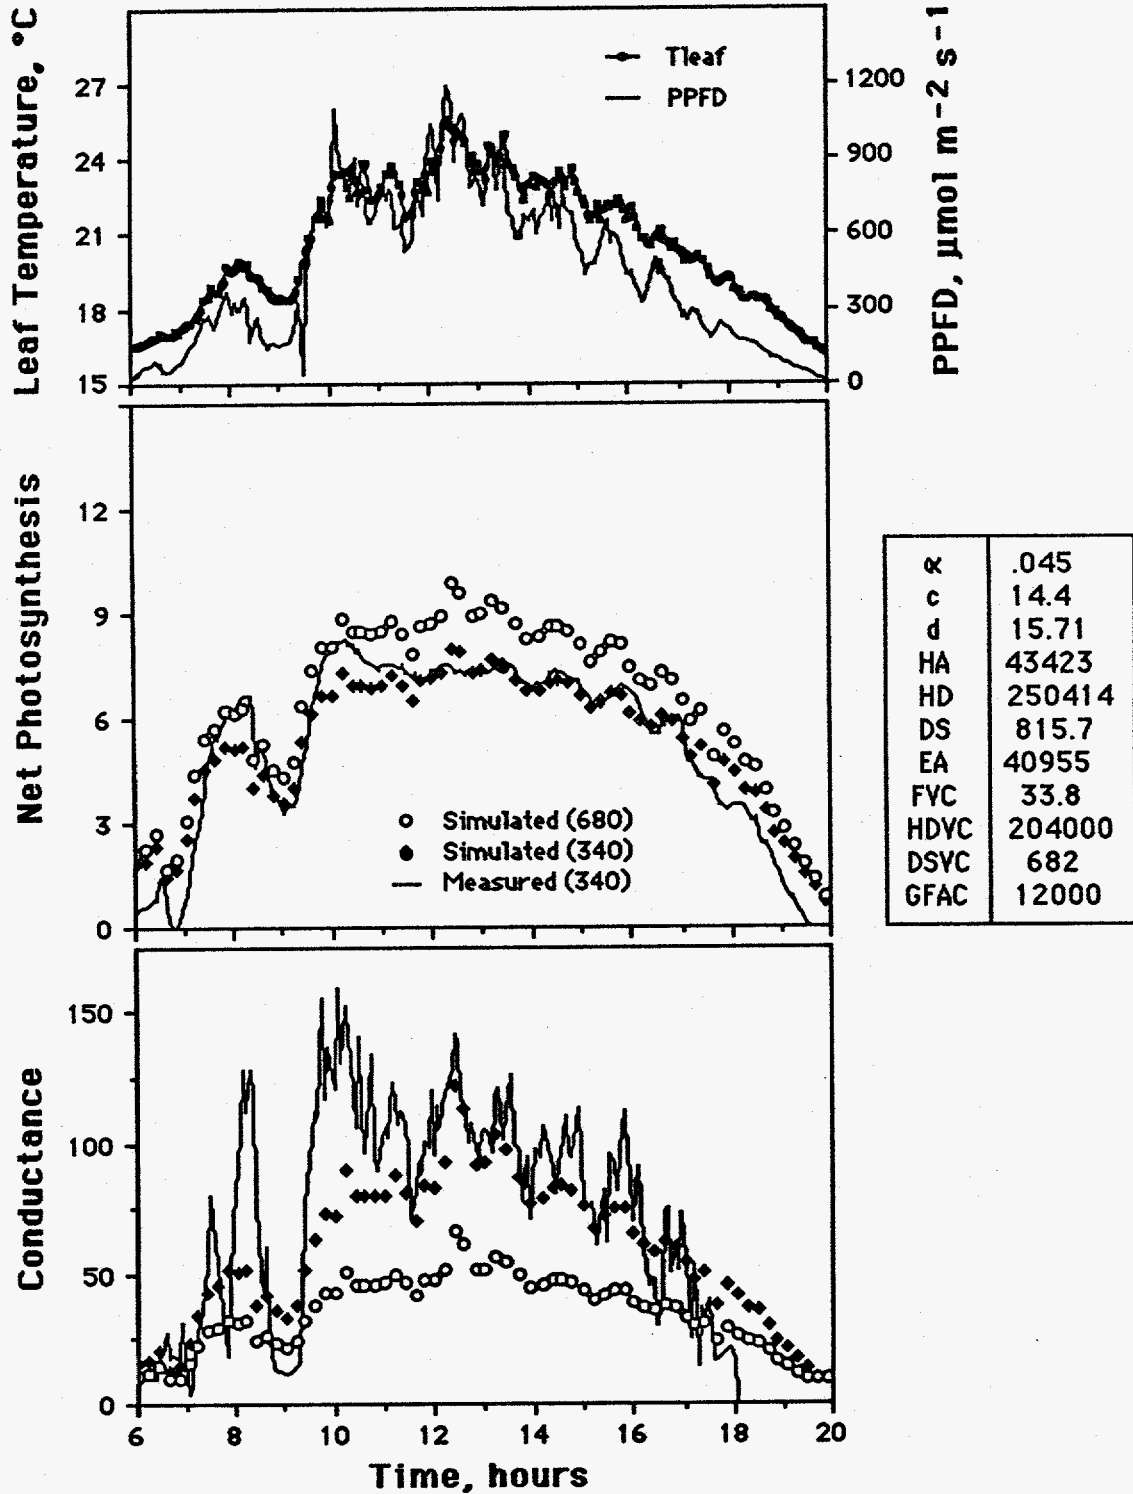 Leaf Temperature, °C
27
24
21
18
15
Tleaf
PPFD
1200
900
600
300
0
PPFD, µmol m−2 s−1
Net Photosynthesis
12
9
6
3
0
Simulated (680)
Simulated (340)
Measured (340)
∝ .045
c 14.4
d 15.71
HA 43423
HD 250414
DS 815.7
EA 40955
FVC 33.8
HDVC 204000
DSVC 682
GFAC 12000
Conductance
150
100
50
0
6 8 10 12 14 16 18 20
Time, hours